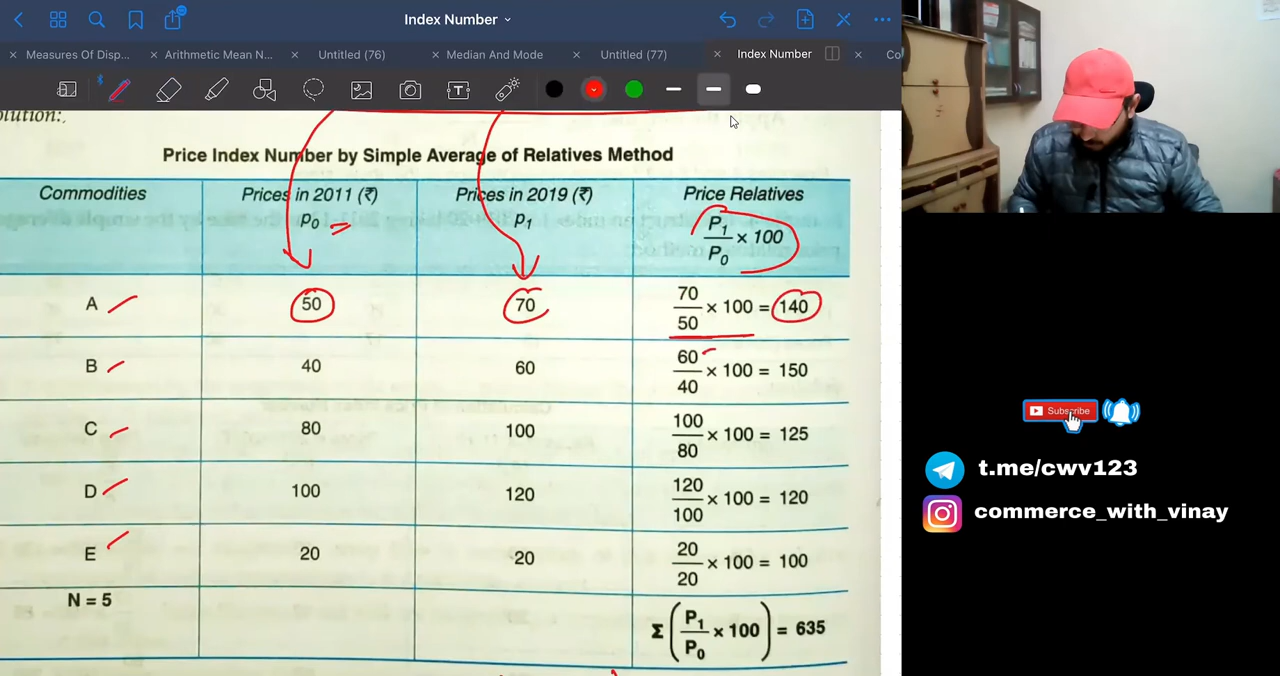 Index Number
Measures Of Disp...
Arithmetic Mean N...
Untitled (76)
Median And Mode
Untitled (77)
Index Number
Co
olution:
Price Index Number by Simple Average of Relatives Method
Commodities Prices in 2011 (₹) p₀ Prices in 2019 (₹) p₁ Price Relatives P₁/P₀ × 100
A 50 70 70/50 × 100 = 140
B 40 60 60/40 × 100 = 150
C 80 100 100/80 × 100 = 125
D 100 120 120/100 × 100 = 120
E 20 20 20/20 × 100 = 100
N = 5 Σ(P₁/P₀ × 100) = 635
Subscribe
t.me/cwv123
commerce_with_vinay